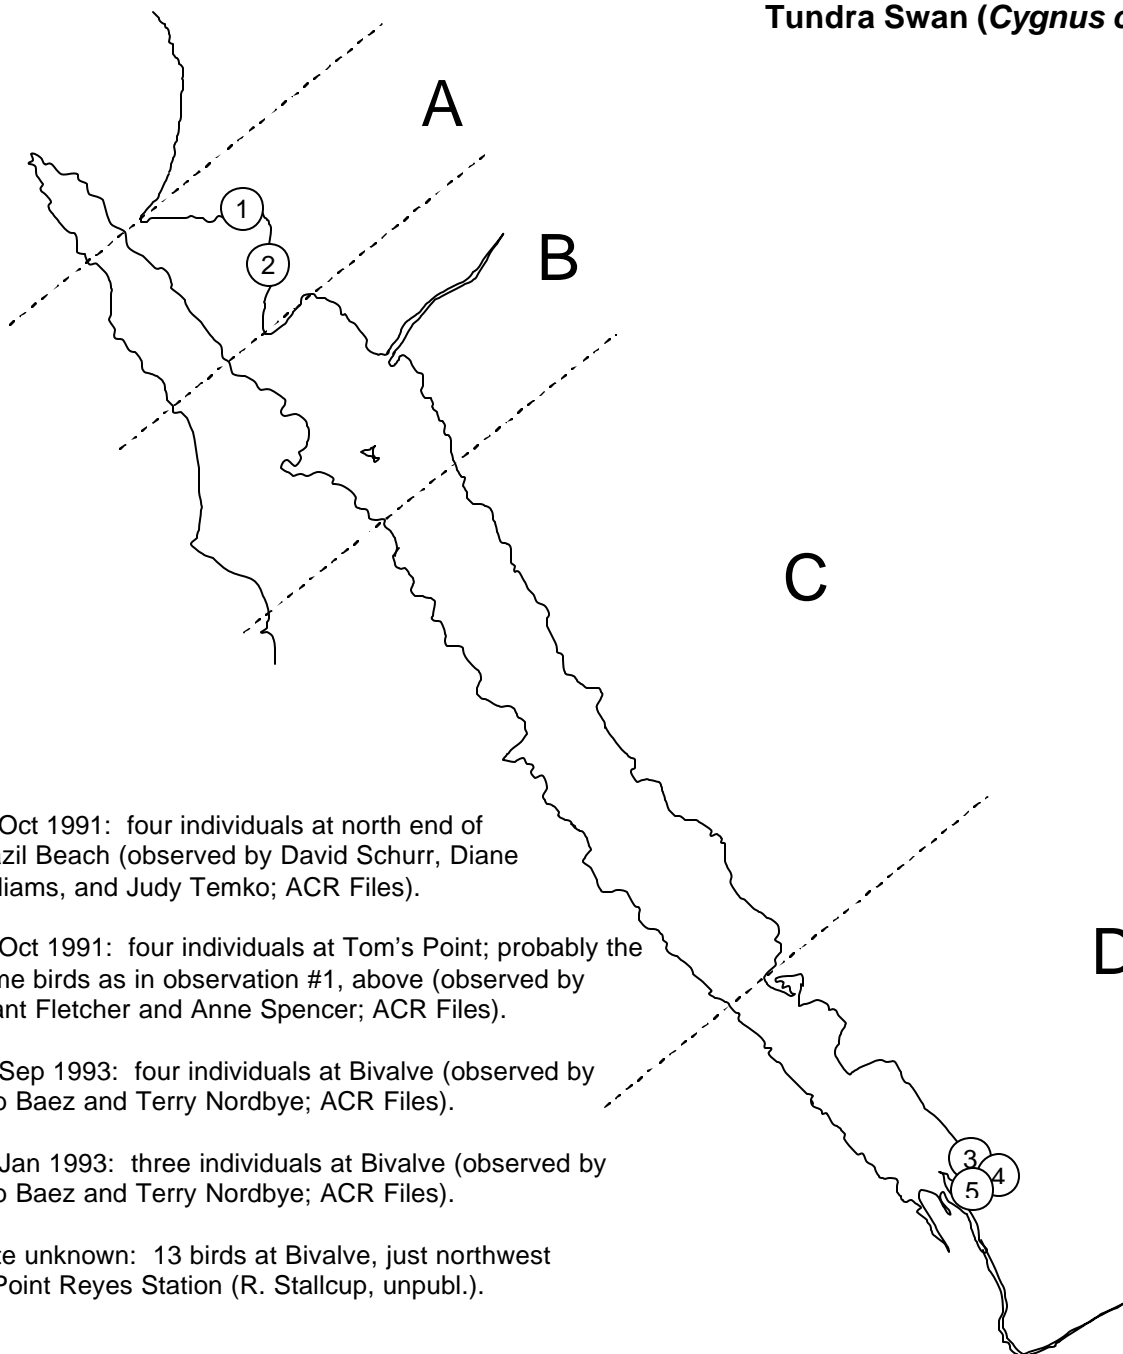 Tundra Swan (Cygnus c
A
1
2
B
C
Oct 1991: four individuals at north end of
azil Beach (observed by David Schurr, Diane
liams, and Judy Temko; ACR Files).
Oct 1991: four individuals at Tom's Point; probably the
me birds as in observation #1, above (observed by
ant Fletcher and Anne Spencer; ACR Files).
D
Sep 1993: four individuals at Bivalve (observed by
o Baez and Terry Nordbye; ACR Files).
Jan 1993: three individuals at Bivalve (observed by
o Baez and Terry Nordbye; ACR Files).
3
4
5
te unknown: 13 birds at Bivalve, just northwest
Point Reyes Station (R. Stallcup, unpubl.).